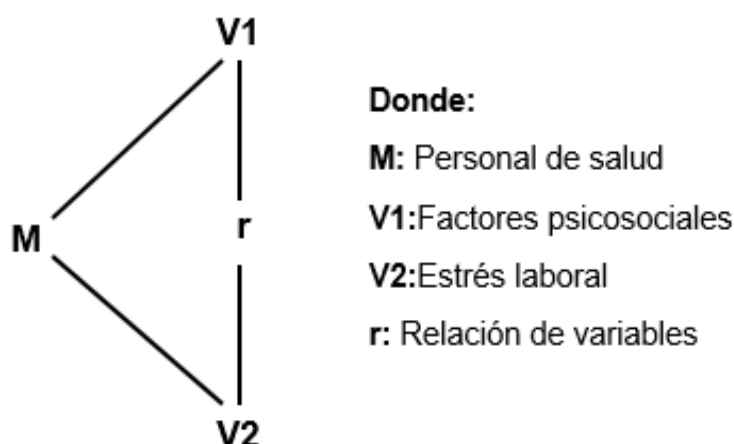 V1
Donde:
M: Personal de salud
V1:Factores psicosociales
M
r
V2:Estrés laboral
r: Relación de variables
V2